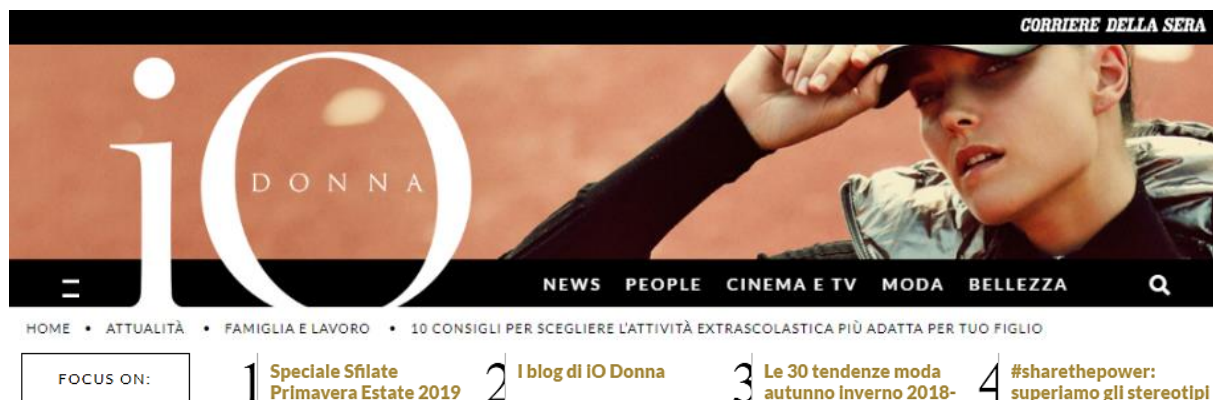 CORRIERE DELLA SERA
iO
DONNA
NEWS PEOPLE CINEMA E TV MODA BELLEZZA
HOME • ATTUALITÀ • FAMIGLIA E LAVORO • 10 CONSIGLI PER SCEGLIERE L'ATTIVITÀ EXTRASCOLASTICA PIÙ ADATTA PER TUO FIGLIO
FOCUS ON:
1 Speciale Sfilate
Primavera Estate 2019
2 I blog di iO Donna
3 Le 30 tendenze moda
autunno inverno 2018-
4 #sharethepower:
superiamo gli stereotipi